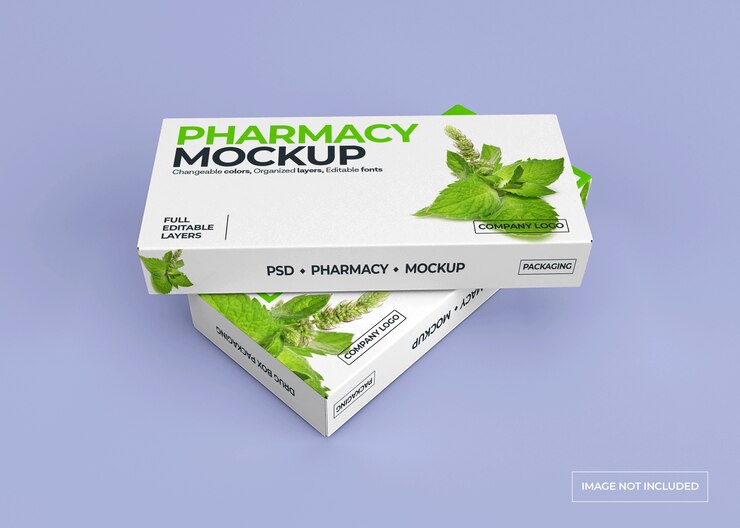 PHARMACY
MOCKUP
Changeable colors, Organized layers, Editable fonts
FULL
EDITABLE
LAYERS
COMPANY LOGO
PSD • PHARMACY • MOCKUP
PACKAGING
COMPANY LOGO
MACY • MOCKUP
DRUG BOX PACKAGING
PACKAGING
IMAGE NOT INCLUDED